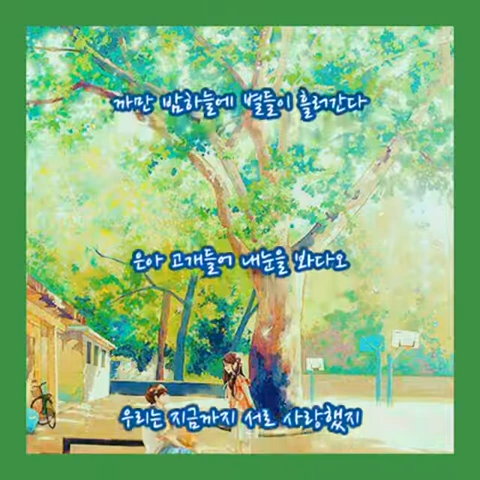 까만 밤하늘에 별들이 흘러간다
은아 고개들어 내눈을 봐다오
우리는 지금까지 서로 사랑했지